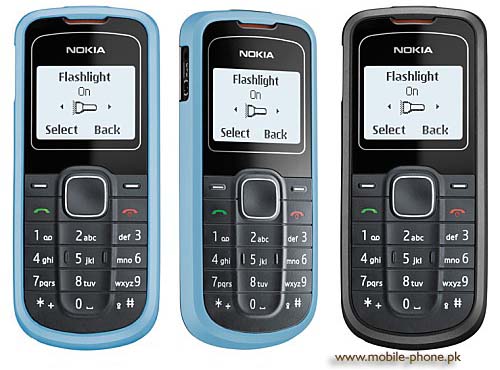 NOKIA
Flashlight
On
Select Back
1 2abc def 3
4ghi 5 jkl mno 6
7pqrs 8 tuv wxyz9
*+ 0 #
NOKIA
Flashlight
On
Select Back
1 2abc def 3
4ghi 5 jkl mno6
7pqrs 8 tuv wxyz9
*+ 0 #
NOKIA
Flashlight
On
Select Back
1 2abc def 3
4ghi 5 jkl mno 6
7pqrs 8 tuv wxyz9
*+ 0 #
www.mobile-phone.pk